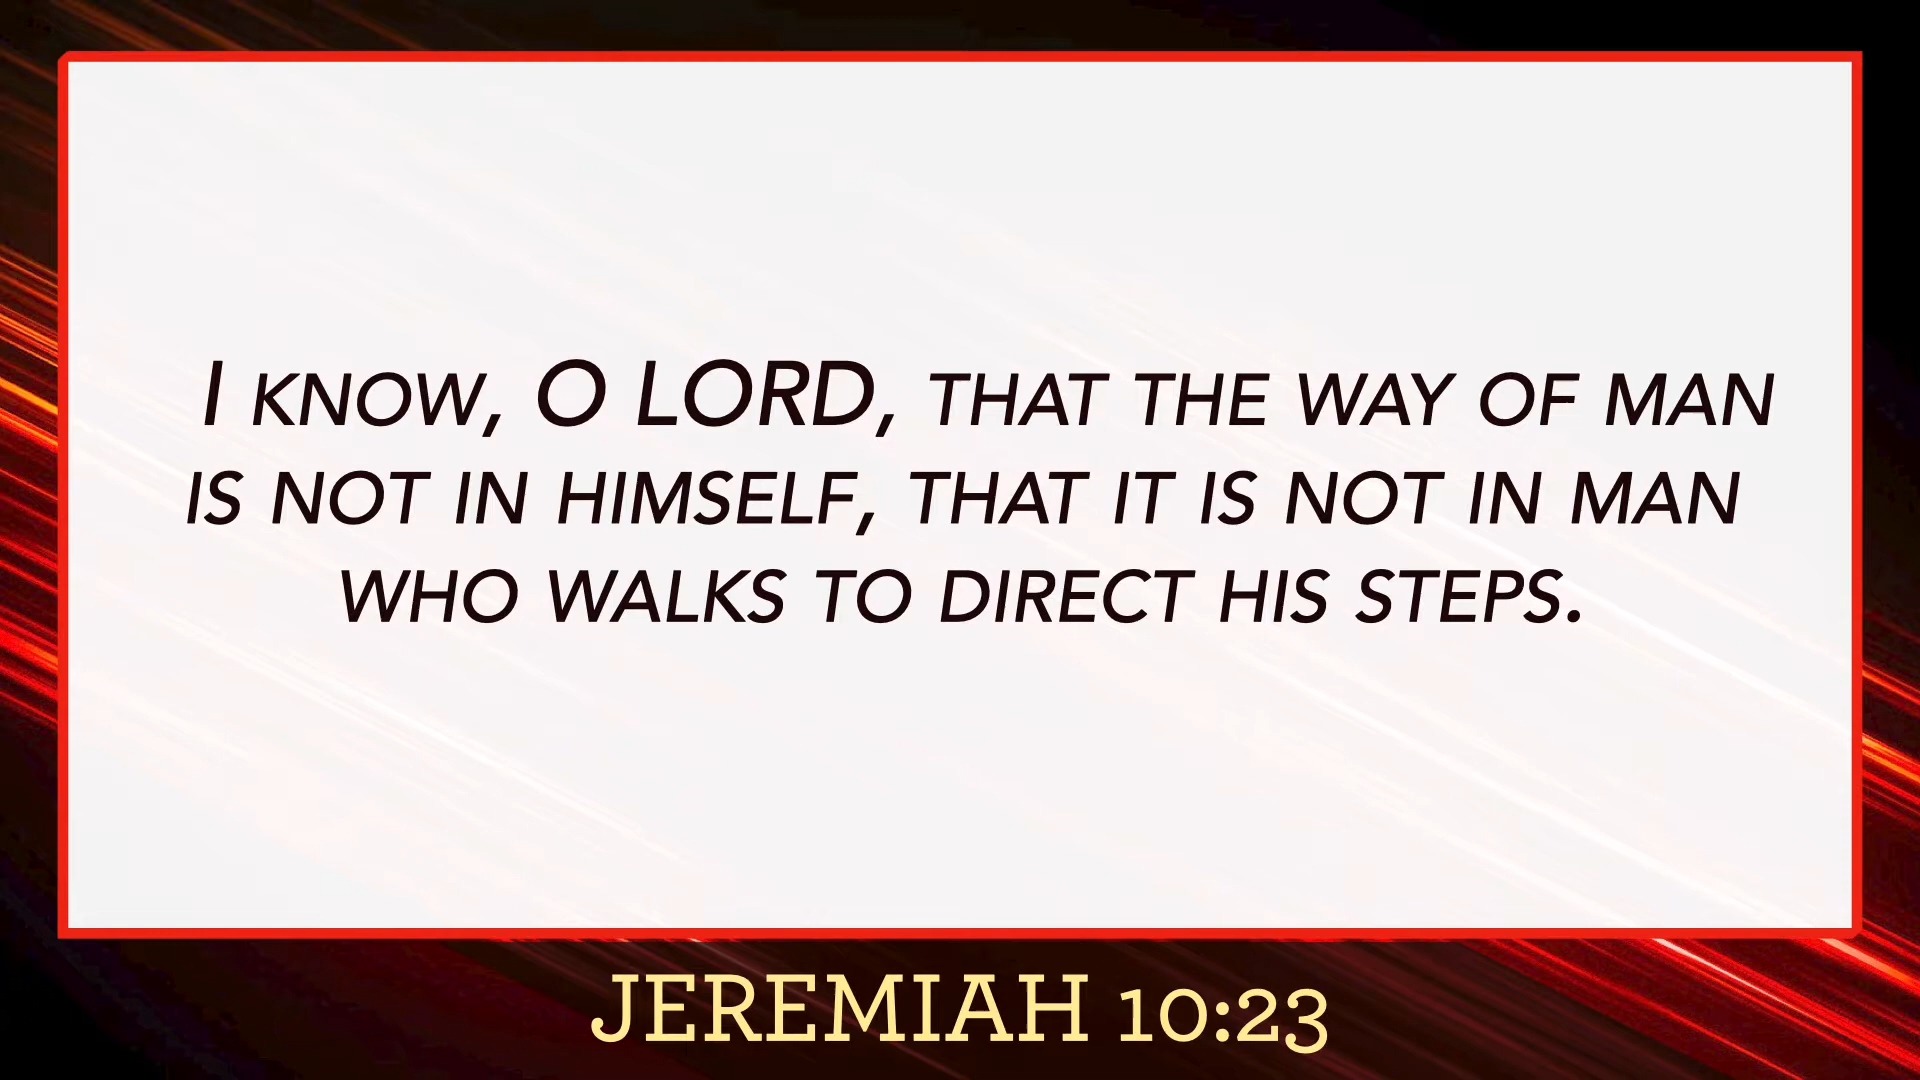 I KNOW, O LORD, THAT THE WAY OF MAN
IS NOT IN HIMSELF, THAT IT IS NOT IN MAN
WHO WALKS TO DIRECT HIS STEPS.
JEREMIAH 10:23